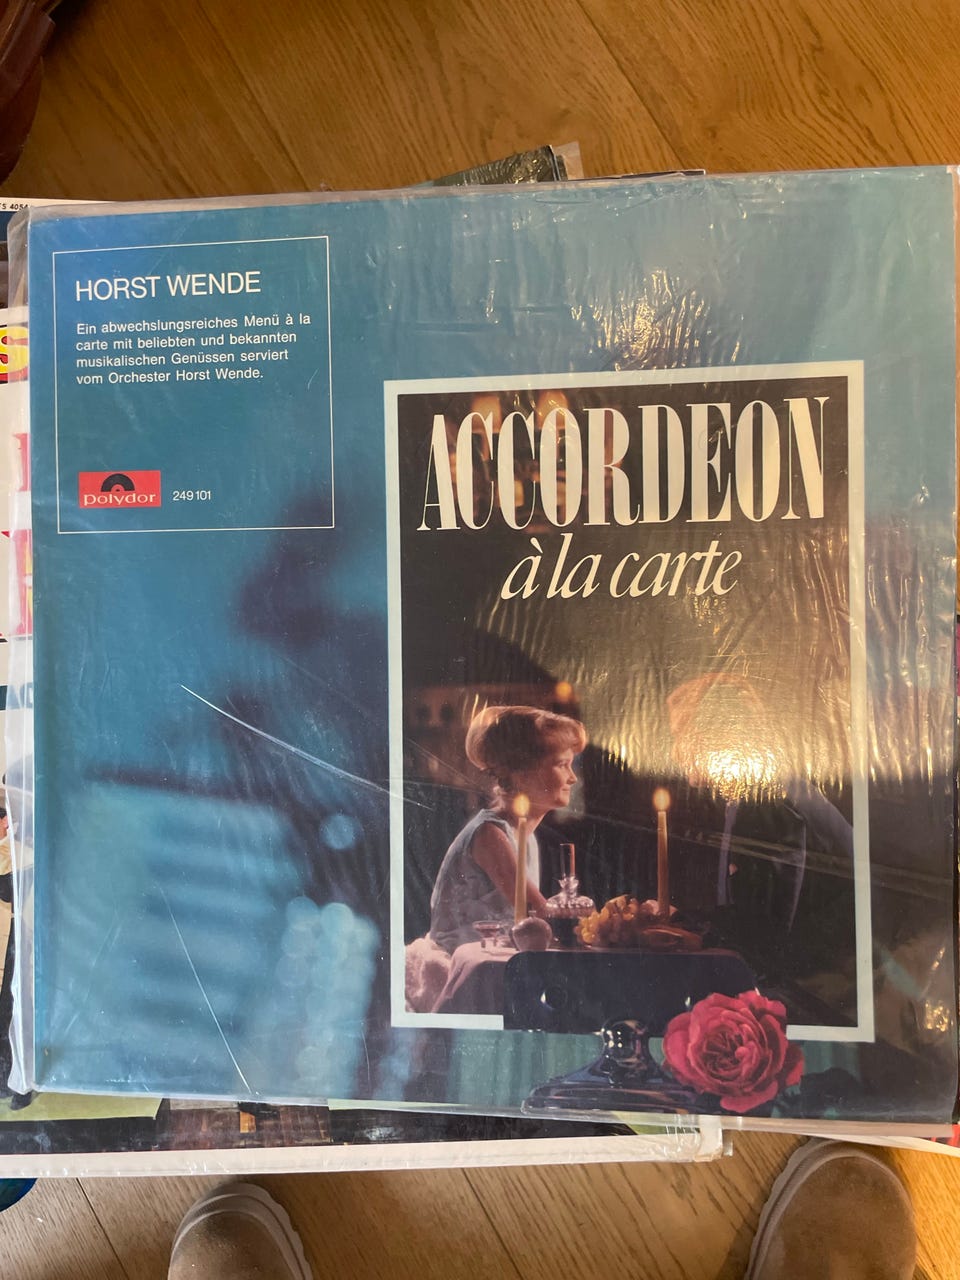 HORST WENDE
Ein abwechslungsreiches Menü à la
carte mit beliebten und bekannten
musikalischen Genüssen serviert
vom Orchester Horst Wende.
polydor 249 101
ACCORDEON
à la carte